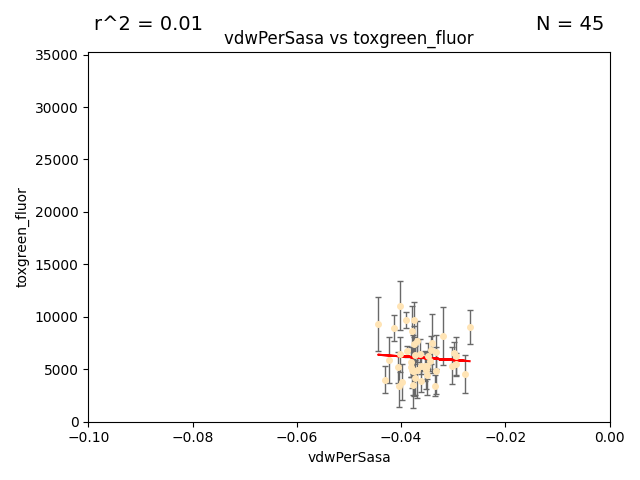 r^2 = 0.01
N = 45
vdwPerSasa vs toxgreen_fluor
35000
30000
25000
20000
15000
10000
5000
0
toxgreen_fluor
−0.10
−0.08
−0.06
−0.04
−0.02
0.00
vdwPerSasa